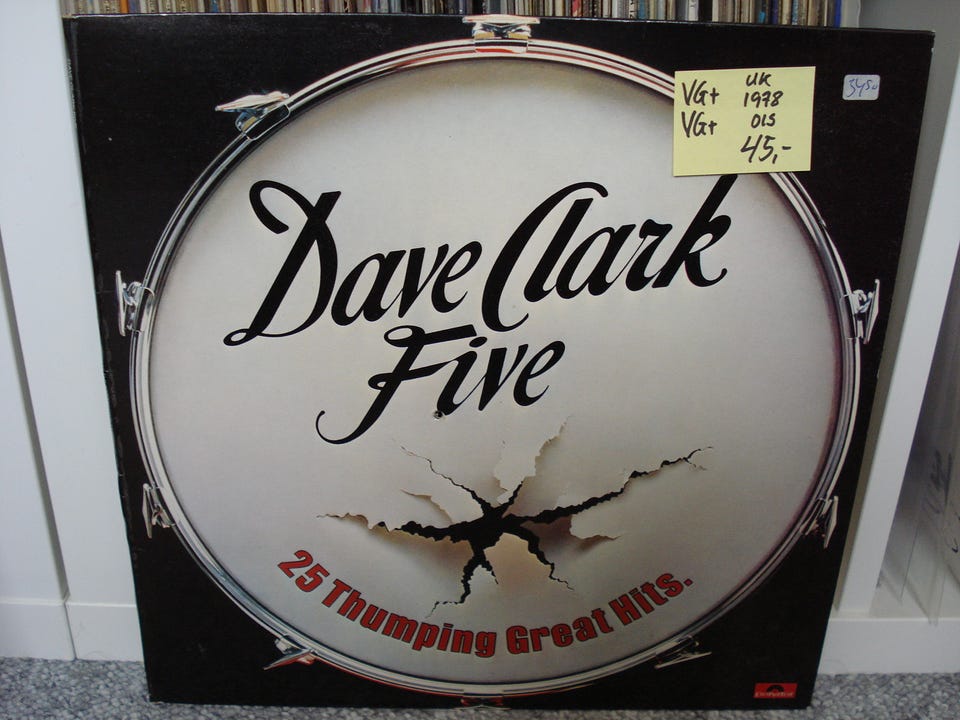 VG+ UK
VG+ 1978
OIS
45,-
3450
Dave Clark
Five
25 Thumping Great Hits.
Polydor